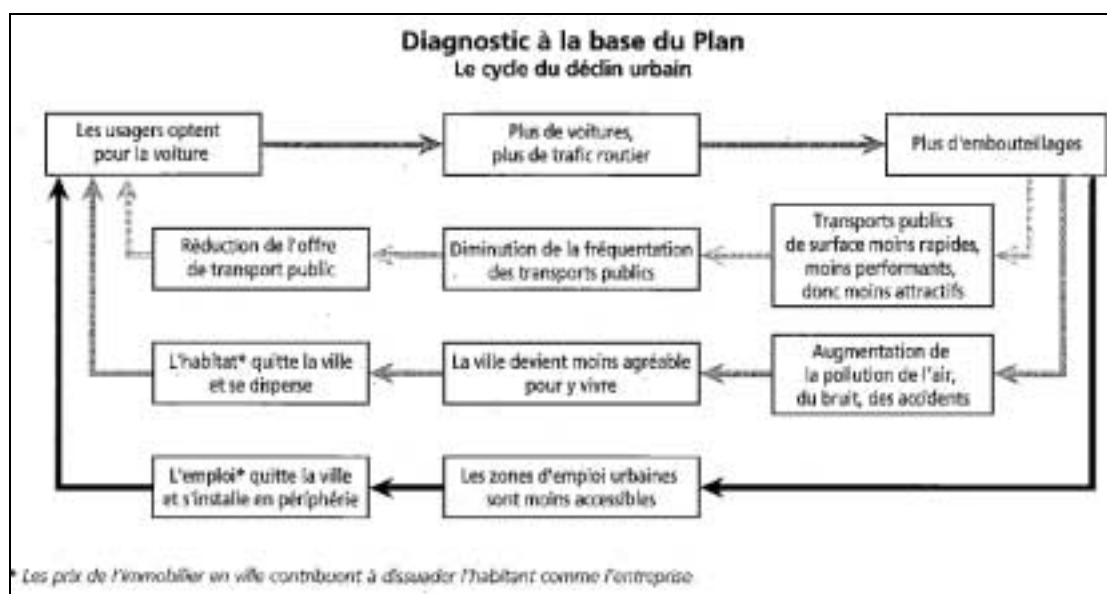 Diagnostic à la base du Plan
Le cycle du déclin urbain
Les usagers optent
pour la voiture
Plus de voitures,
plus de trafic routier
Plus d'embouteillages
Réduction de l'offre
de transport public
Diminution de la fréquentation
des transports publics
Transports publics
de surface moins rapides,
moins performants,
donc moins attractifs
L'habitat* quitte la ville
et se disperse
La ville devient moins agréable
pour y vivre
Augmentation de
la pollution de l'air,
du bruit, des accidents
L'emploi* quitte la ville
et s'installe en périphérie
Les zones d'emploi urbaines
sont moins accessibles
* Les prix de l'immobilier en ville contribuent à dissuader l'habitant comme l'entreprise